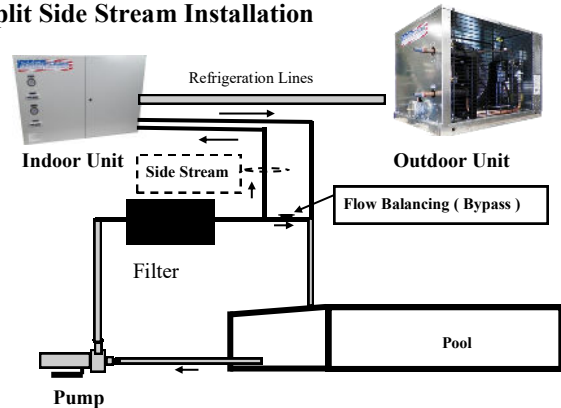 plit Side Stream Installation
Refrigeration Lines
Indoor Unit
Outdoor Unit
Side Stream
Flow Balancing ( Bypass )
Filter
Pool
Pump